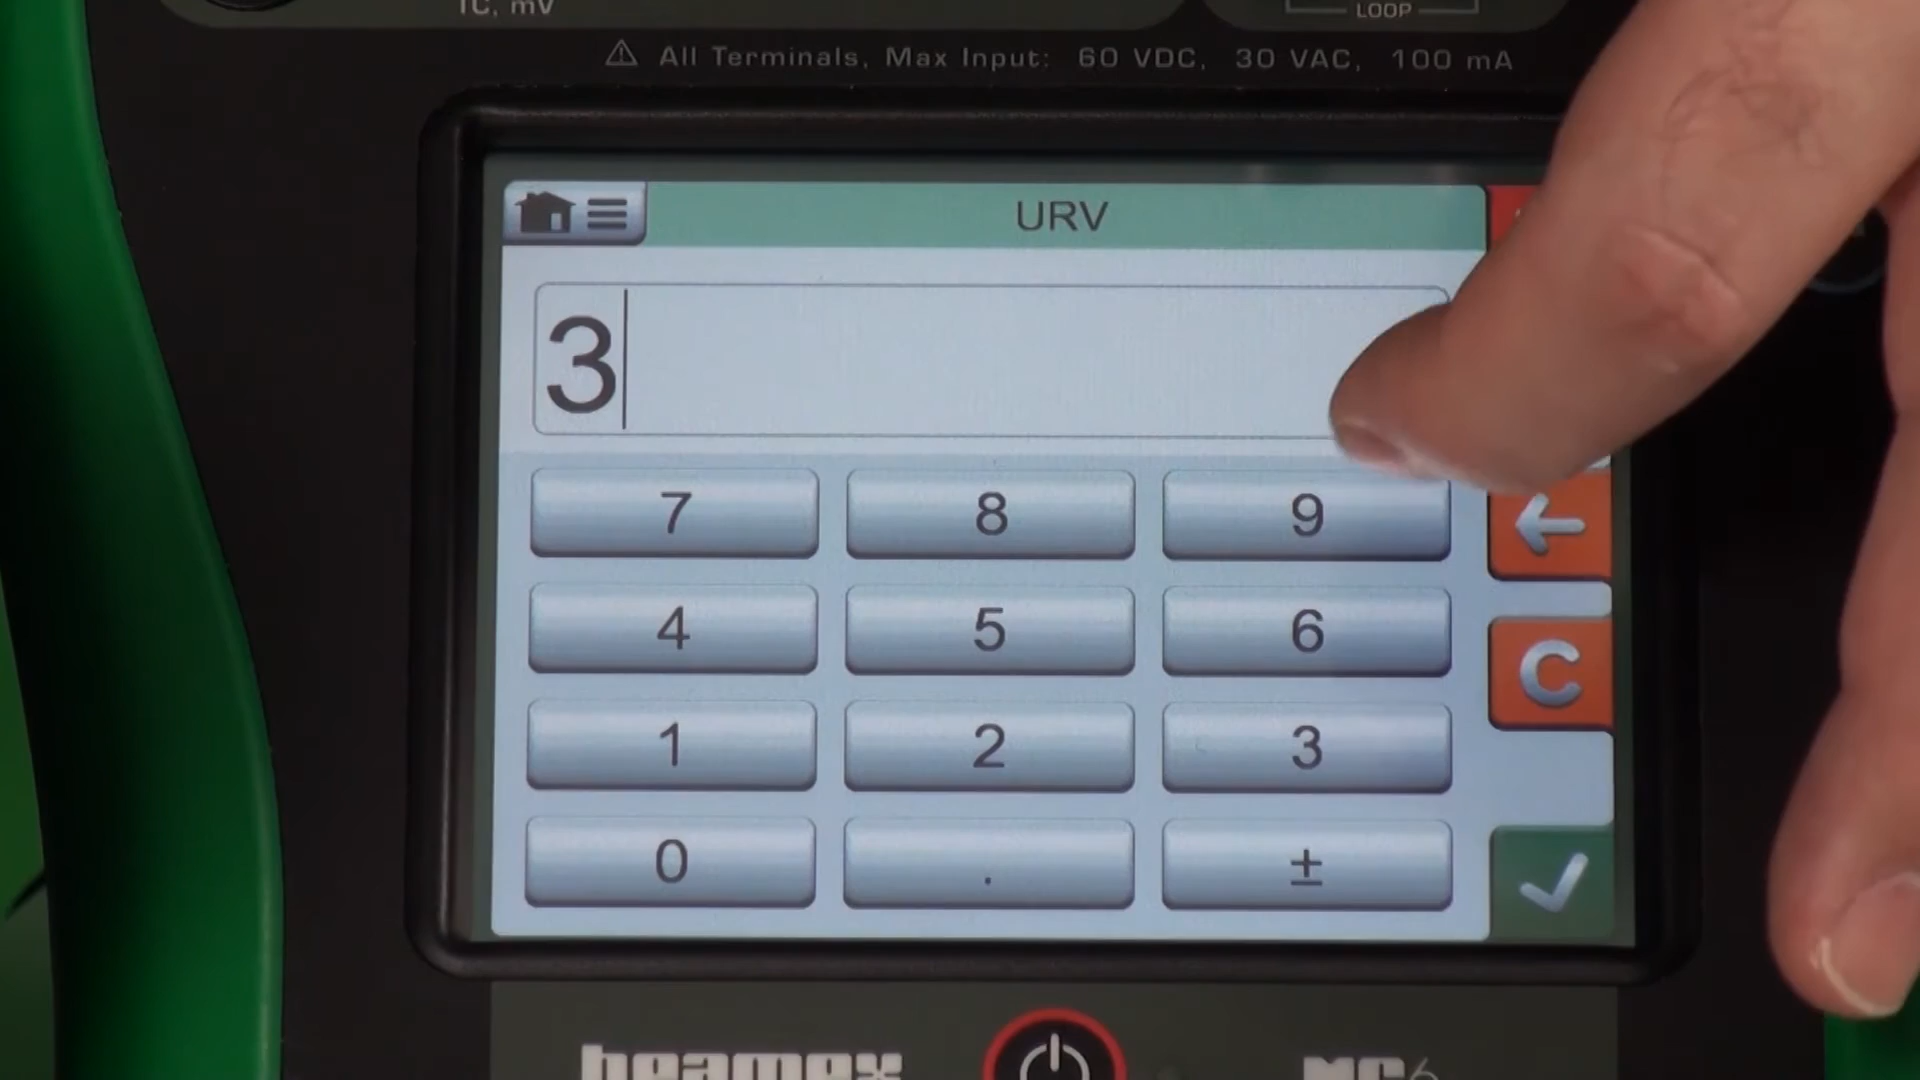 TC, mV
LOOP
All Terminals, Max Input: 60 VDC, 30 VAC, 100 mA
URV
3
7 8 9
4 5 6
C
1 2 3
0 . ±
beamex MC6